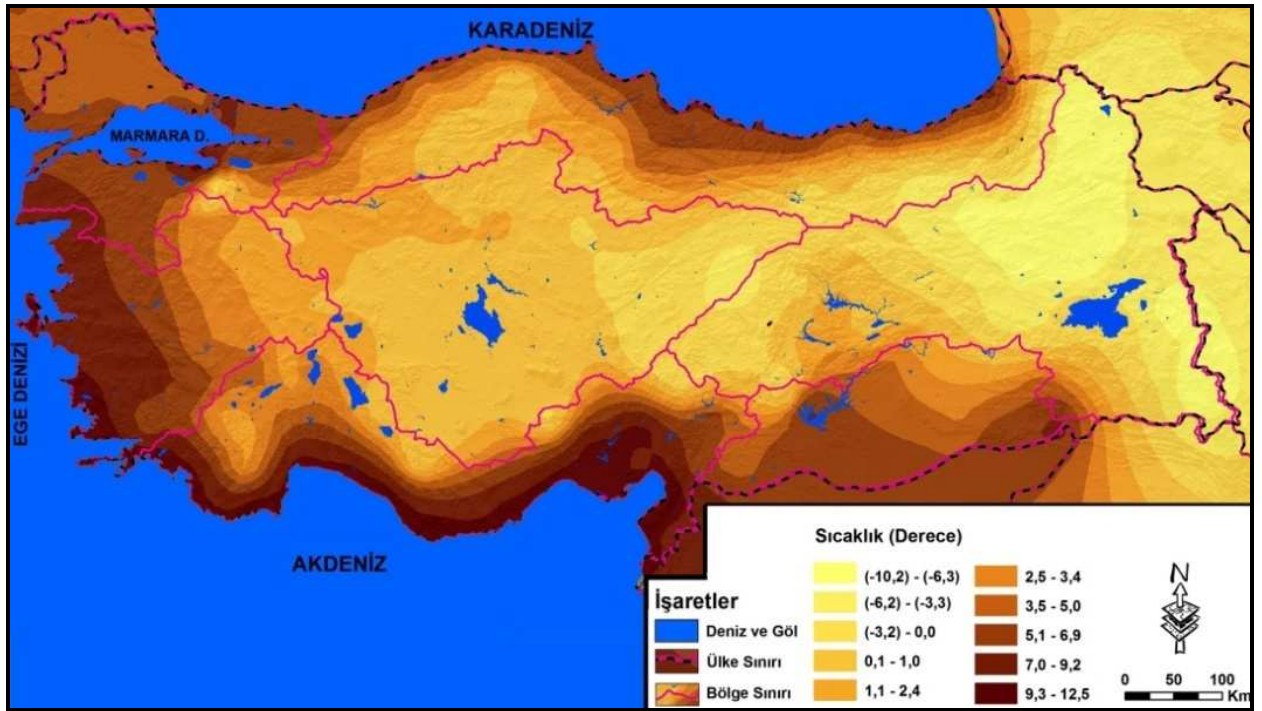 KARADENİZ
MARMARA D.
EGE DENİZİ
AKDENİZ
Sıcaklık (Derece)
(-10,2) - (-6,3)
(-6,2) - (-3,3)
(-3,2) - 0,0
0,1 - 1,0
1,1 - 2,4
2,5 - 3,4
3,5 - 5,0
5,1 - 6,9
7,0 - 9,2
9,3 - 12,5
İşaretler
Deniz ve Göl
Ülke Sınırı
Bölge Sınırı
N
0 50 100
Km